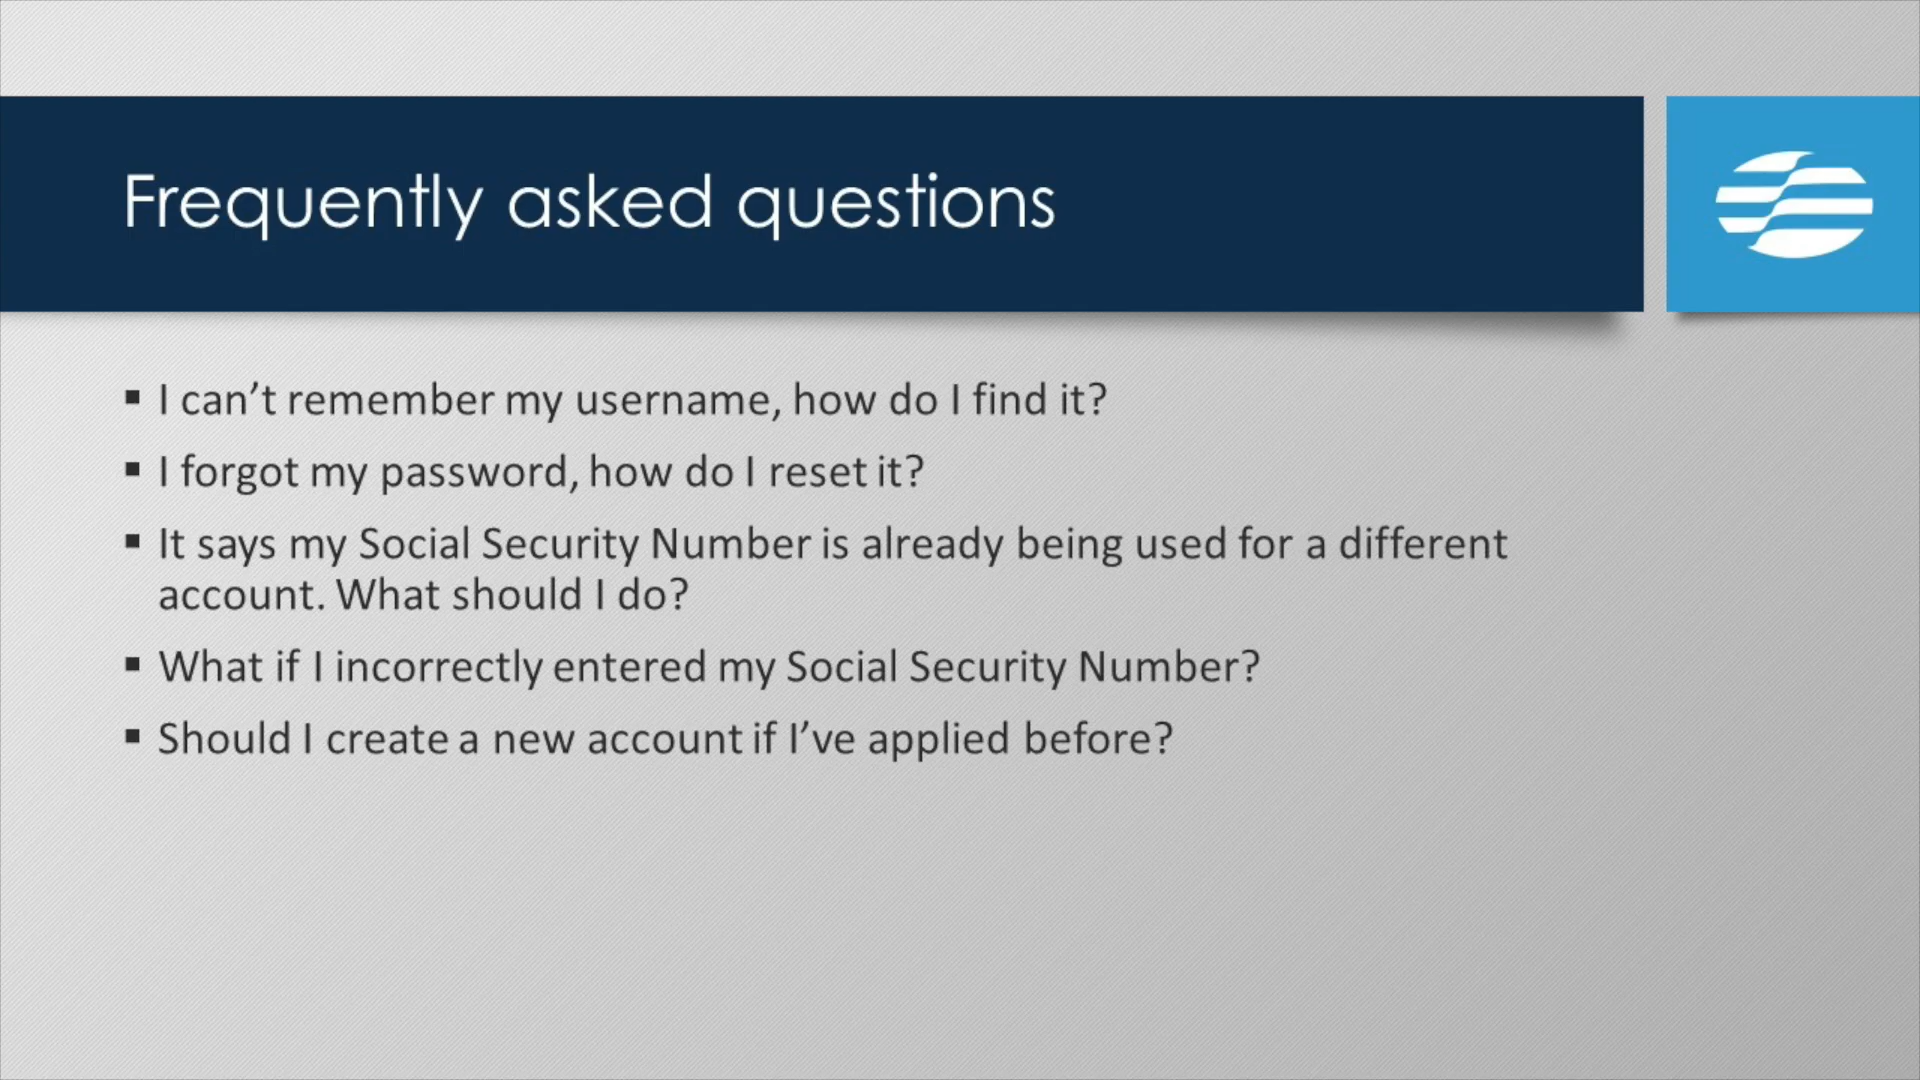 Frequently asked questions
▪ I can’t remember my username, how do I find it?
▪ I forgot my password, how do I reset it?
▪ It says my Social Security Number is already being used for a different
account. What should I do?
▪ What if I incorrectly entered my Social Security Number?
▪ Should I create a new account if I’ve applied before?